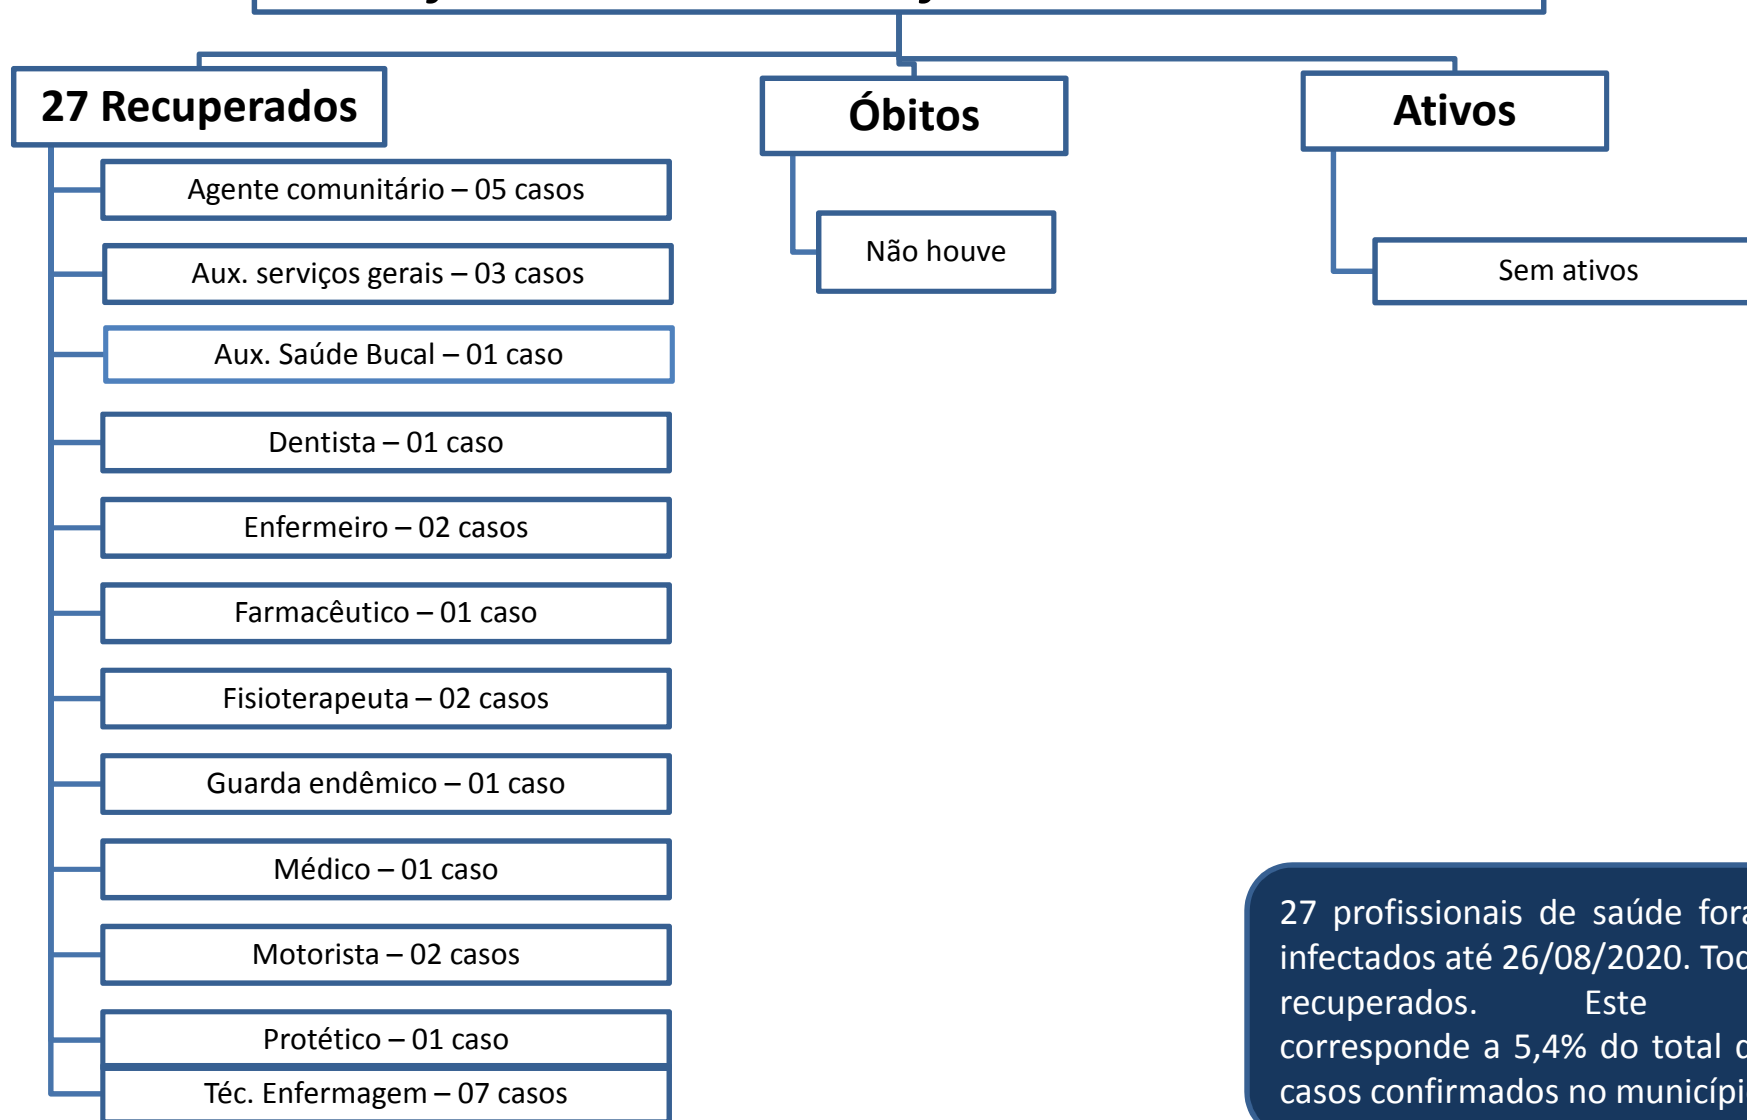 27 Recuperados
Óbitos
Ativos
Agente comunitário – 05 casos
Aux. serviços gerais – 03 casos
Aux. Saúde Bucal – 01 caso
Dentista – 01 caso
Enfermeiro – 02 casos
Farmacêutico – 01 caso
Fisioterapeuta – 02 casos
Guarda endêmico – 01 caso
Médico – 01 caso
Motorista – 02 casos
Protético – 01 caso
Téc. Enfermagem – 07 casos
Não houve
Sem ativos
27 profissionais de saúde
infectados até 26/08/2020.
recuperados. Este
corresponde a 5,4% do total
casos confirmados no